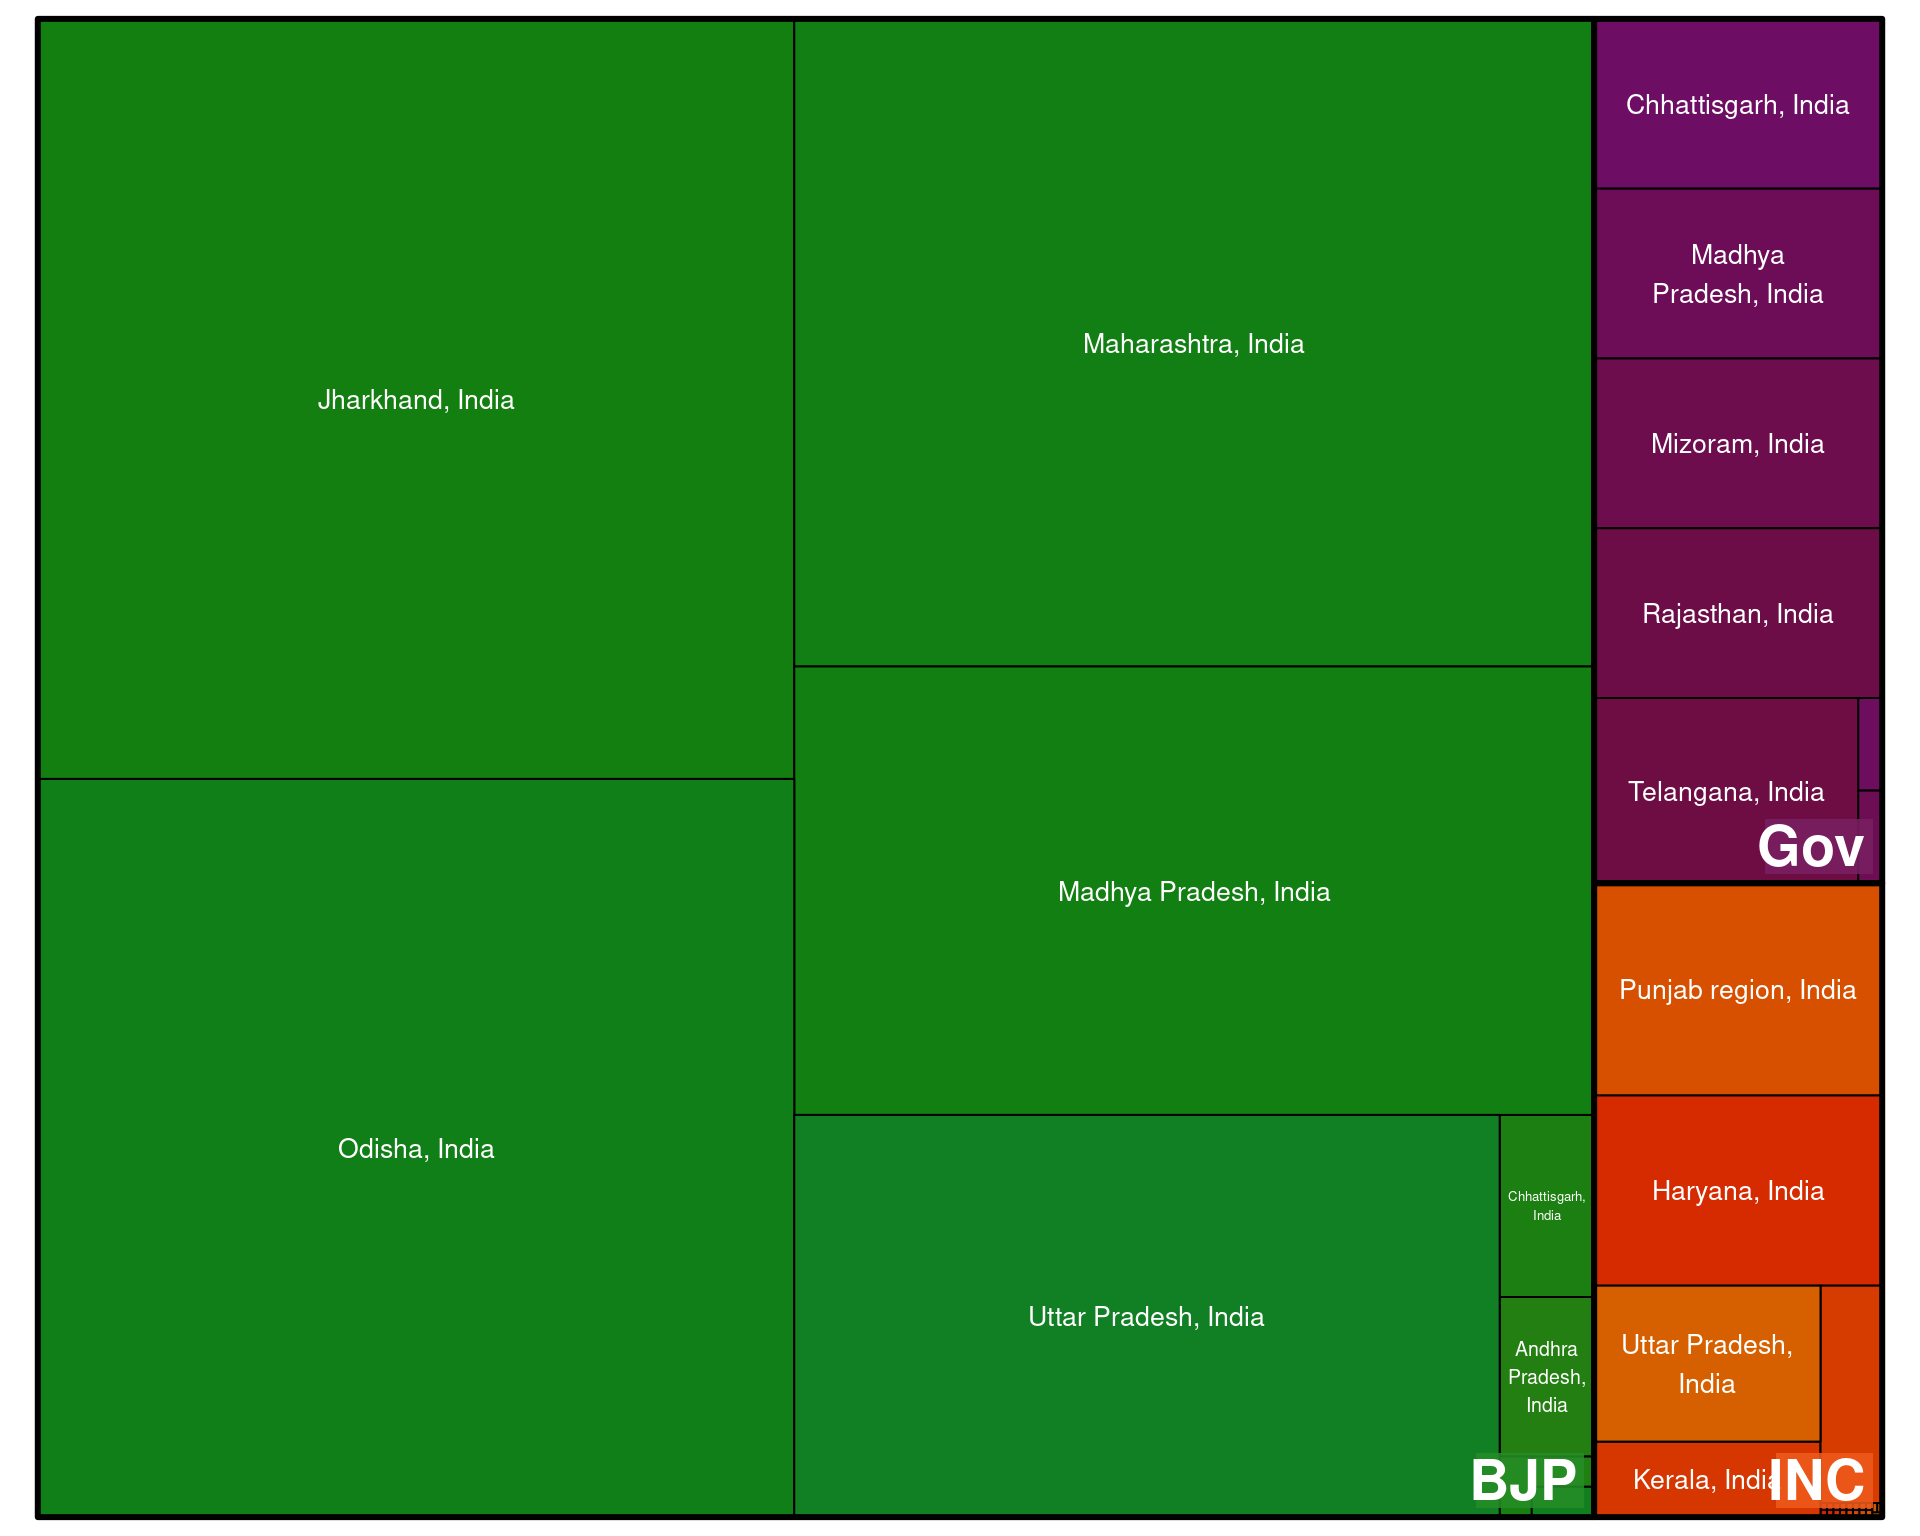 Jharkhand, India
Odisha, India
Maharashtra, India
Madhya Pradesh, India
Uttar Pradesh, India
Chhattisgarh,
India
Andhra
Pradesh,
India
BJP
Chhattisgarh, India
Madhya
Pradesh, India
Mizoram, India
Rajasthan, India
Telangana, India
Gov
Punjab region, India
Haryana, India
Uttar Pradesh,
India
Kerala, India
INC